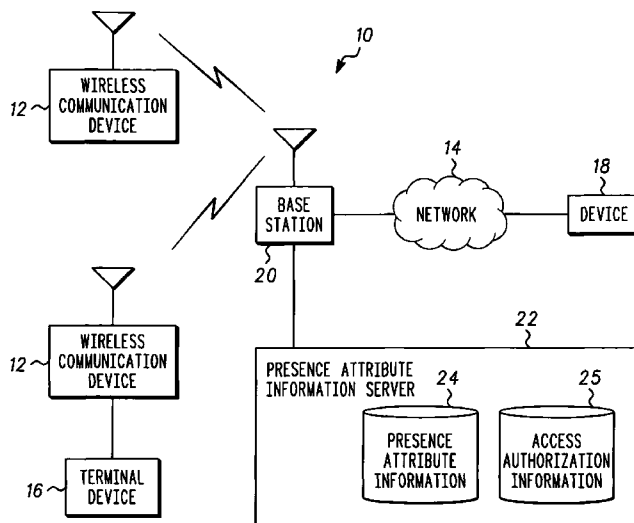 10
12
WIRELESS
COMMUNICATION
DEVICE
14
NETWORK
18
DEVICE
BASE
STATION
20
12
WIRELESS
COMMUNICATION
DEVICE
16
TERMINAL
DEVICE
22
PRESENCE ATTRIBUTE
INFORMATION SERVER
24
PRESENCE
ATTRIBUTE
INFORMATION
25
ACCESS
AUTHORIZATION
INFORMATION